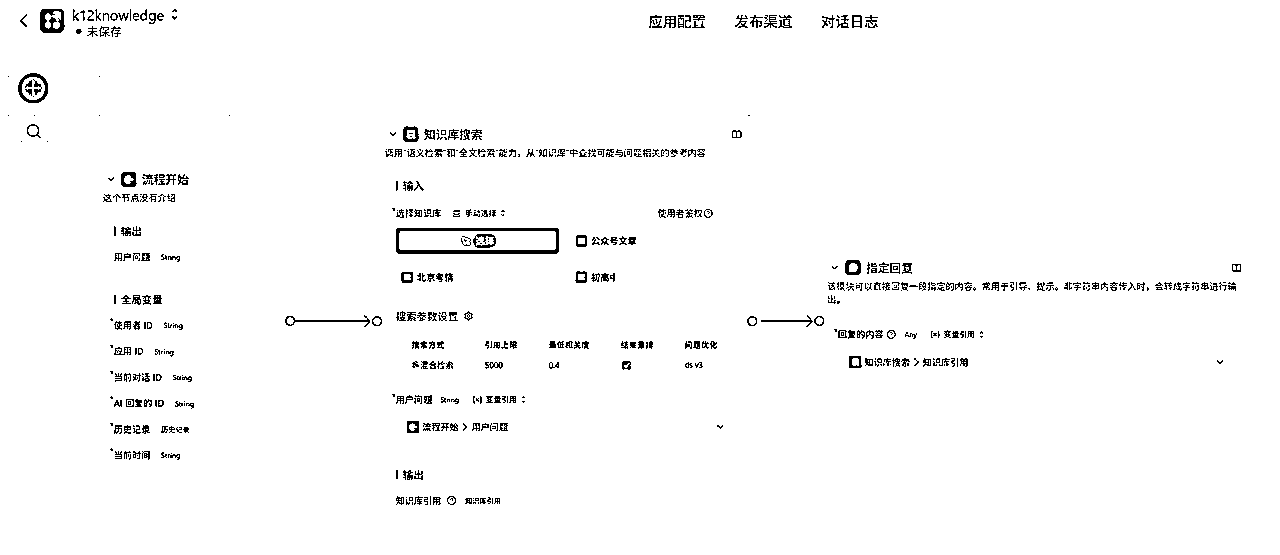 k12knowledge
未保存
应用配置 发布渠道 对话日志
流程开始
这个节点没有介绍
输出
用户问题 String
全局变量
*使用者 ID String
*应用 ID String
*当前对话 ID String
*AI 回复的 ID String
*历史记录 历史记录
*当前时间 String
知识库搜索
调用“语义检索”和“全文检索”能力，从“知识库”中查找可能与问题相关的参考内容
输入
*选择知识库 手动选择 使用者鉴权
选择 公众号文章
北京考情 初高中
搜索参数设置
搜索方式 引用上限 最低相关度 结果重排 问题优化
混合检索 5000 0.4 ds v3
*用户问题 String 变量引用
流程开始 > 用户问题
输出
知识库引用 知识库引用
指定回复
该模块可以直接回复一段指定的内容。常用于引导、提示。非字符串内容传入时，会转成字符串进行输
出。
*回复的内容 Any 变量引用
知识库搜索 > 知识库引用